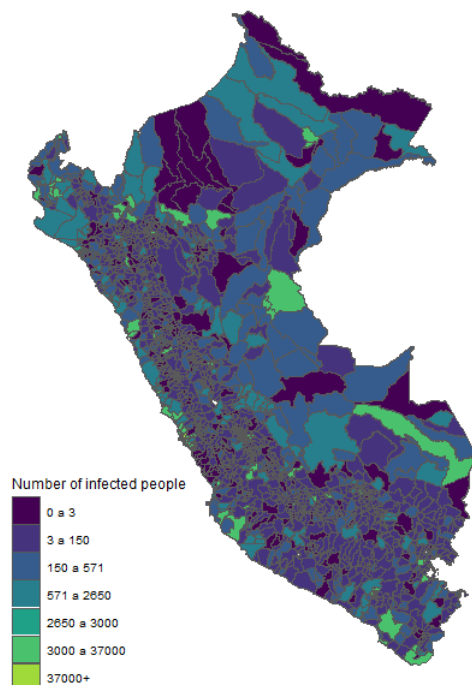 Number of infected people
0 a 3
3 a 150
150 a 571
571 a 2650
2650 a 3000
3000 a 37000
37000+